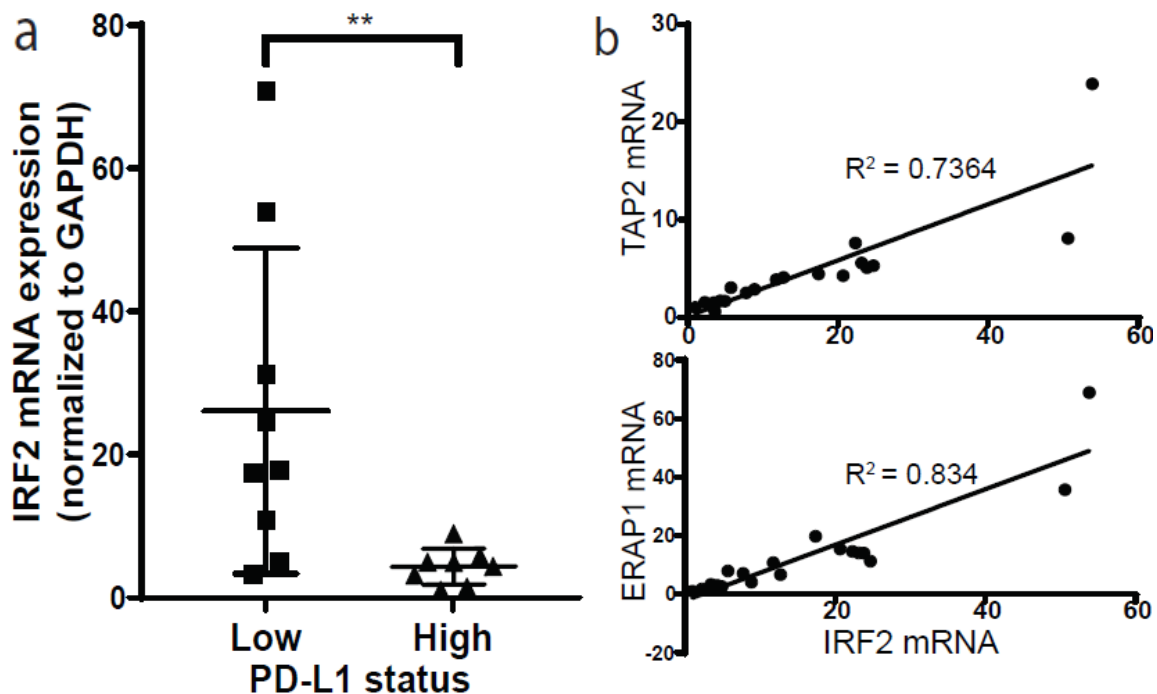 a
**
IRF2 mRNA expression
(normalized to GAPDH)
80
60
40
20
0
Low High
PD-L1 status
b
TAP2 mRNA
30
20
10
0
R² = 0.7364
0 20 40 60
ERAP1 mRNA
80
60
40
20
0
-20
R² = 0.834
20 40 60
IRF2 mRNA